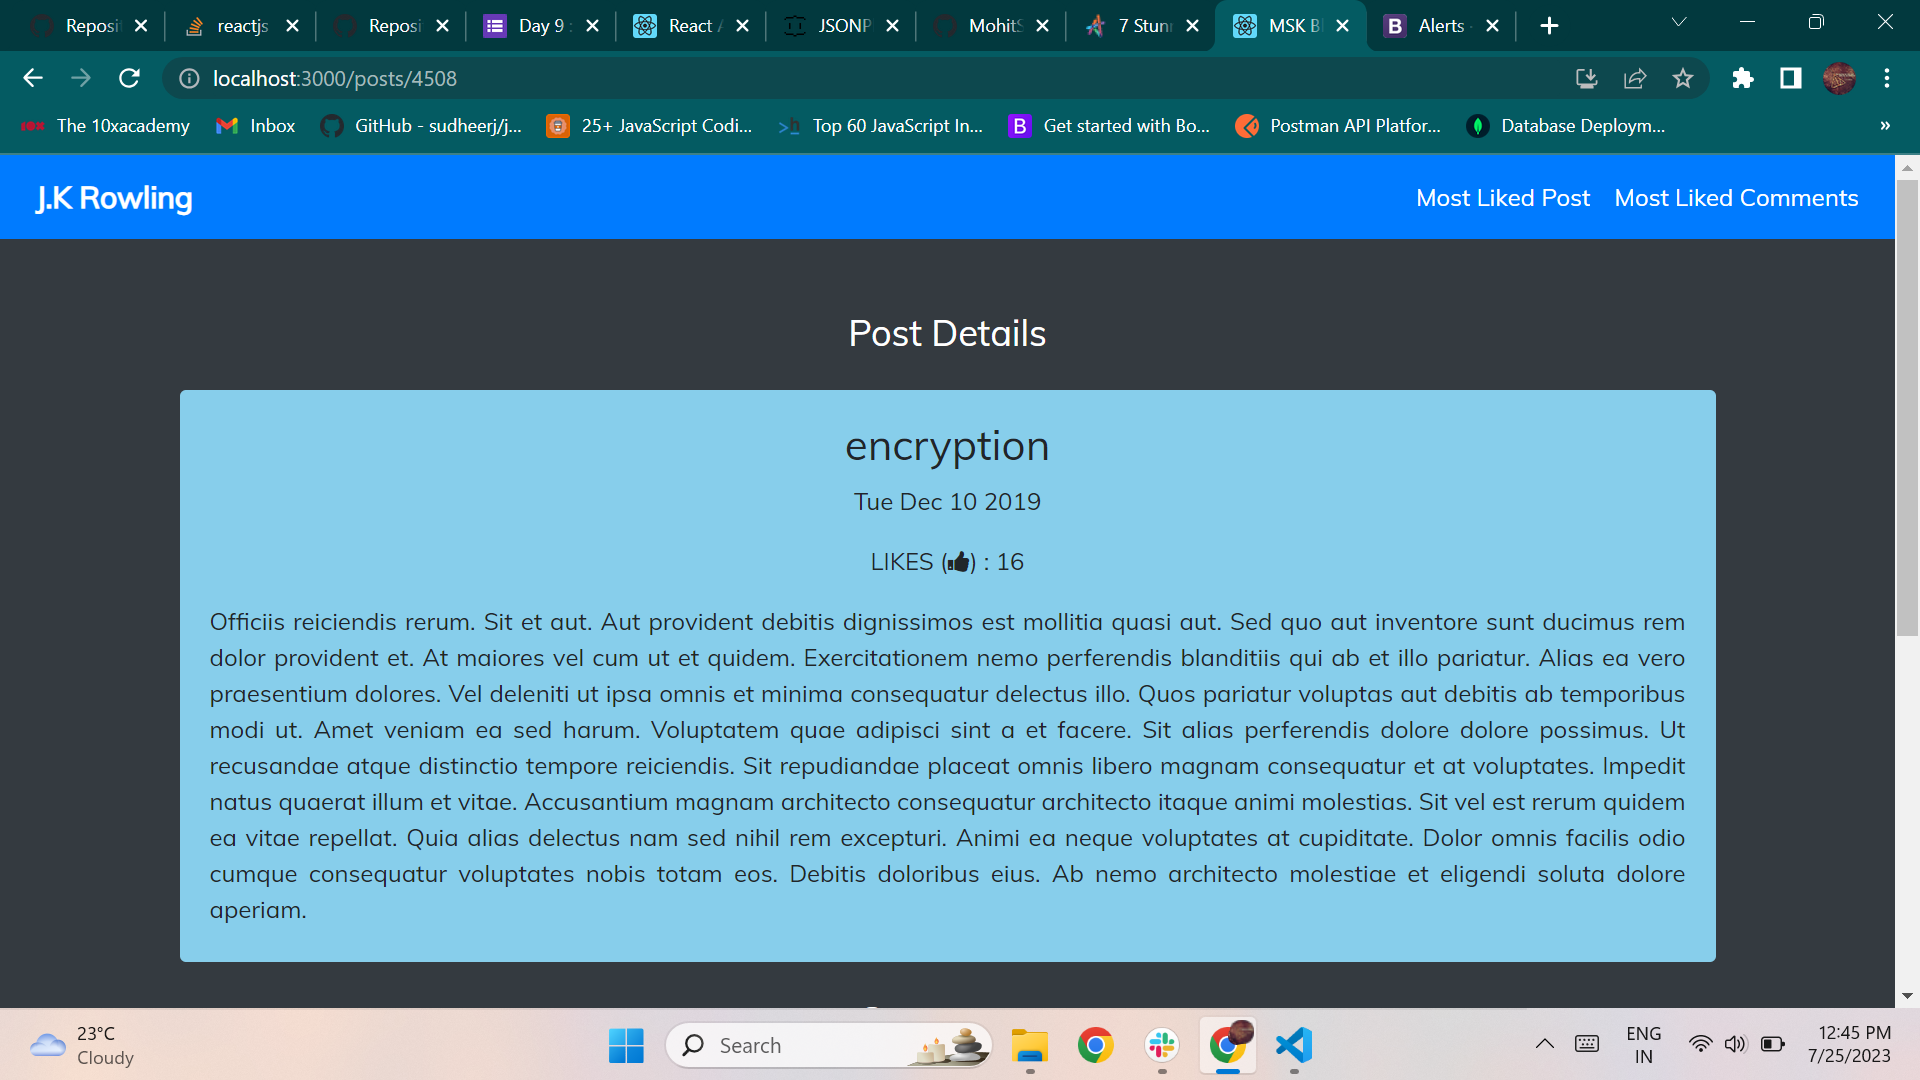 Reposi
reactjs
Reposi
Day 9 :
React A
JSONP
MohitS
7 Stun
MSK B
Alerts
localhost:3000/posts/4508
The 10xacademy
Inbox
GitHub - sudheerj/j...
25+ JavaScript Codi...
Top 60 JavaScript In...
Get started with Bo...
Postman API Platfor...
Database Deploym...
»
J.K Rowling
Most Liked Post
Most Liked Comments
Post Details
encryption
Tue Dec 10 2019
LIKES (👍) : 16
Officiis reiciendis rerum. Sit et aut. Aut provident debitis dignissimos est mollitia quasi aut. Sed quo aut inventore sunt ducimus rem
dolor provident et. At maiores vel cum ut et quidem. Exercitationem nemo perferendis blanditiis qui ab et illo pariatur. Alias ea vero
praesentium dolores. Vel deleniti ut ipsa omnis et minima consequatur delectus illo. Quos pariatur voluptas aut debitis ab temporibus
modi ut. Amet veniam ea sed harum. Voluptatem quae adipisci sint a et facere. Sit alias perferendis dolore dolore possimus. Ut
recusandae atque distinctio tempore reiciendis. Sit repudiandae placeat omnis libero magnam consequatur et at voluptates. Impedit
natus quaerat illum et vitae. Accusantium magnam architecto consequatur architecto itaque animi molestias. Sit vel est rerum quidem
ea vitae repellat. Quia alias delectus nam sed nihil rem excepturi. Animi ea neque voluptates at cupiditate. Dolor omnis facilis odio
cumque consequatur voluptates nobis totam eos. Debitis doloribus eius. Ab nemo architecto molestiae et eligendi soluta dolore
aperiam.
23°C
Cloudy
Search
ENG
IN
12:45 PM
7/25/2023